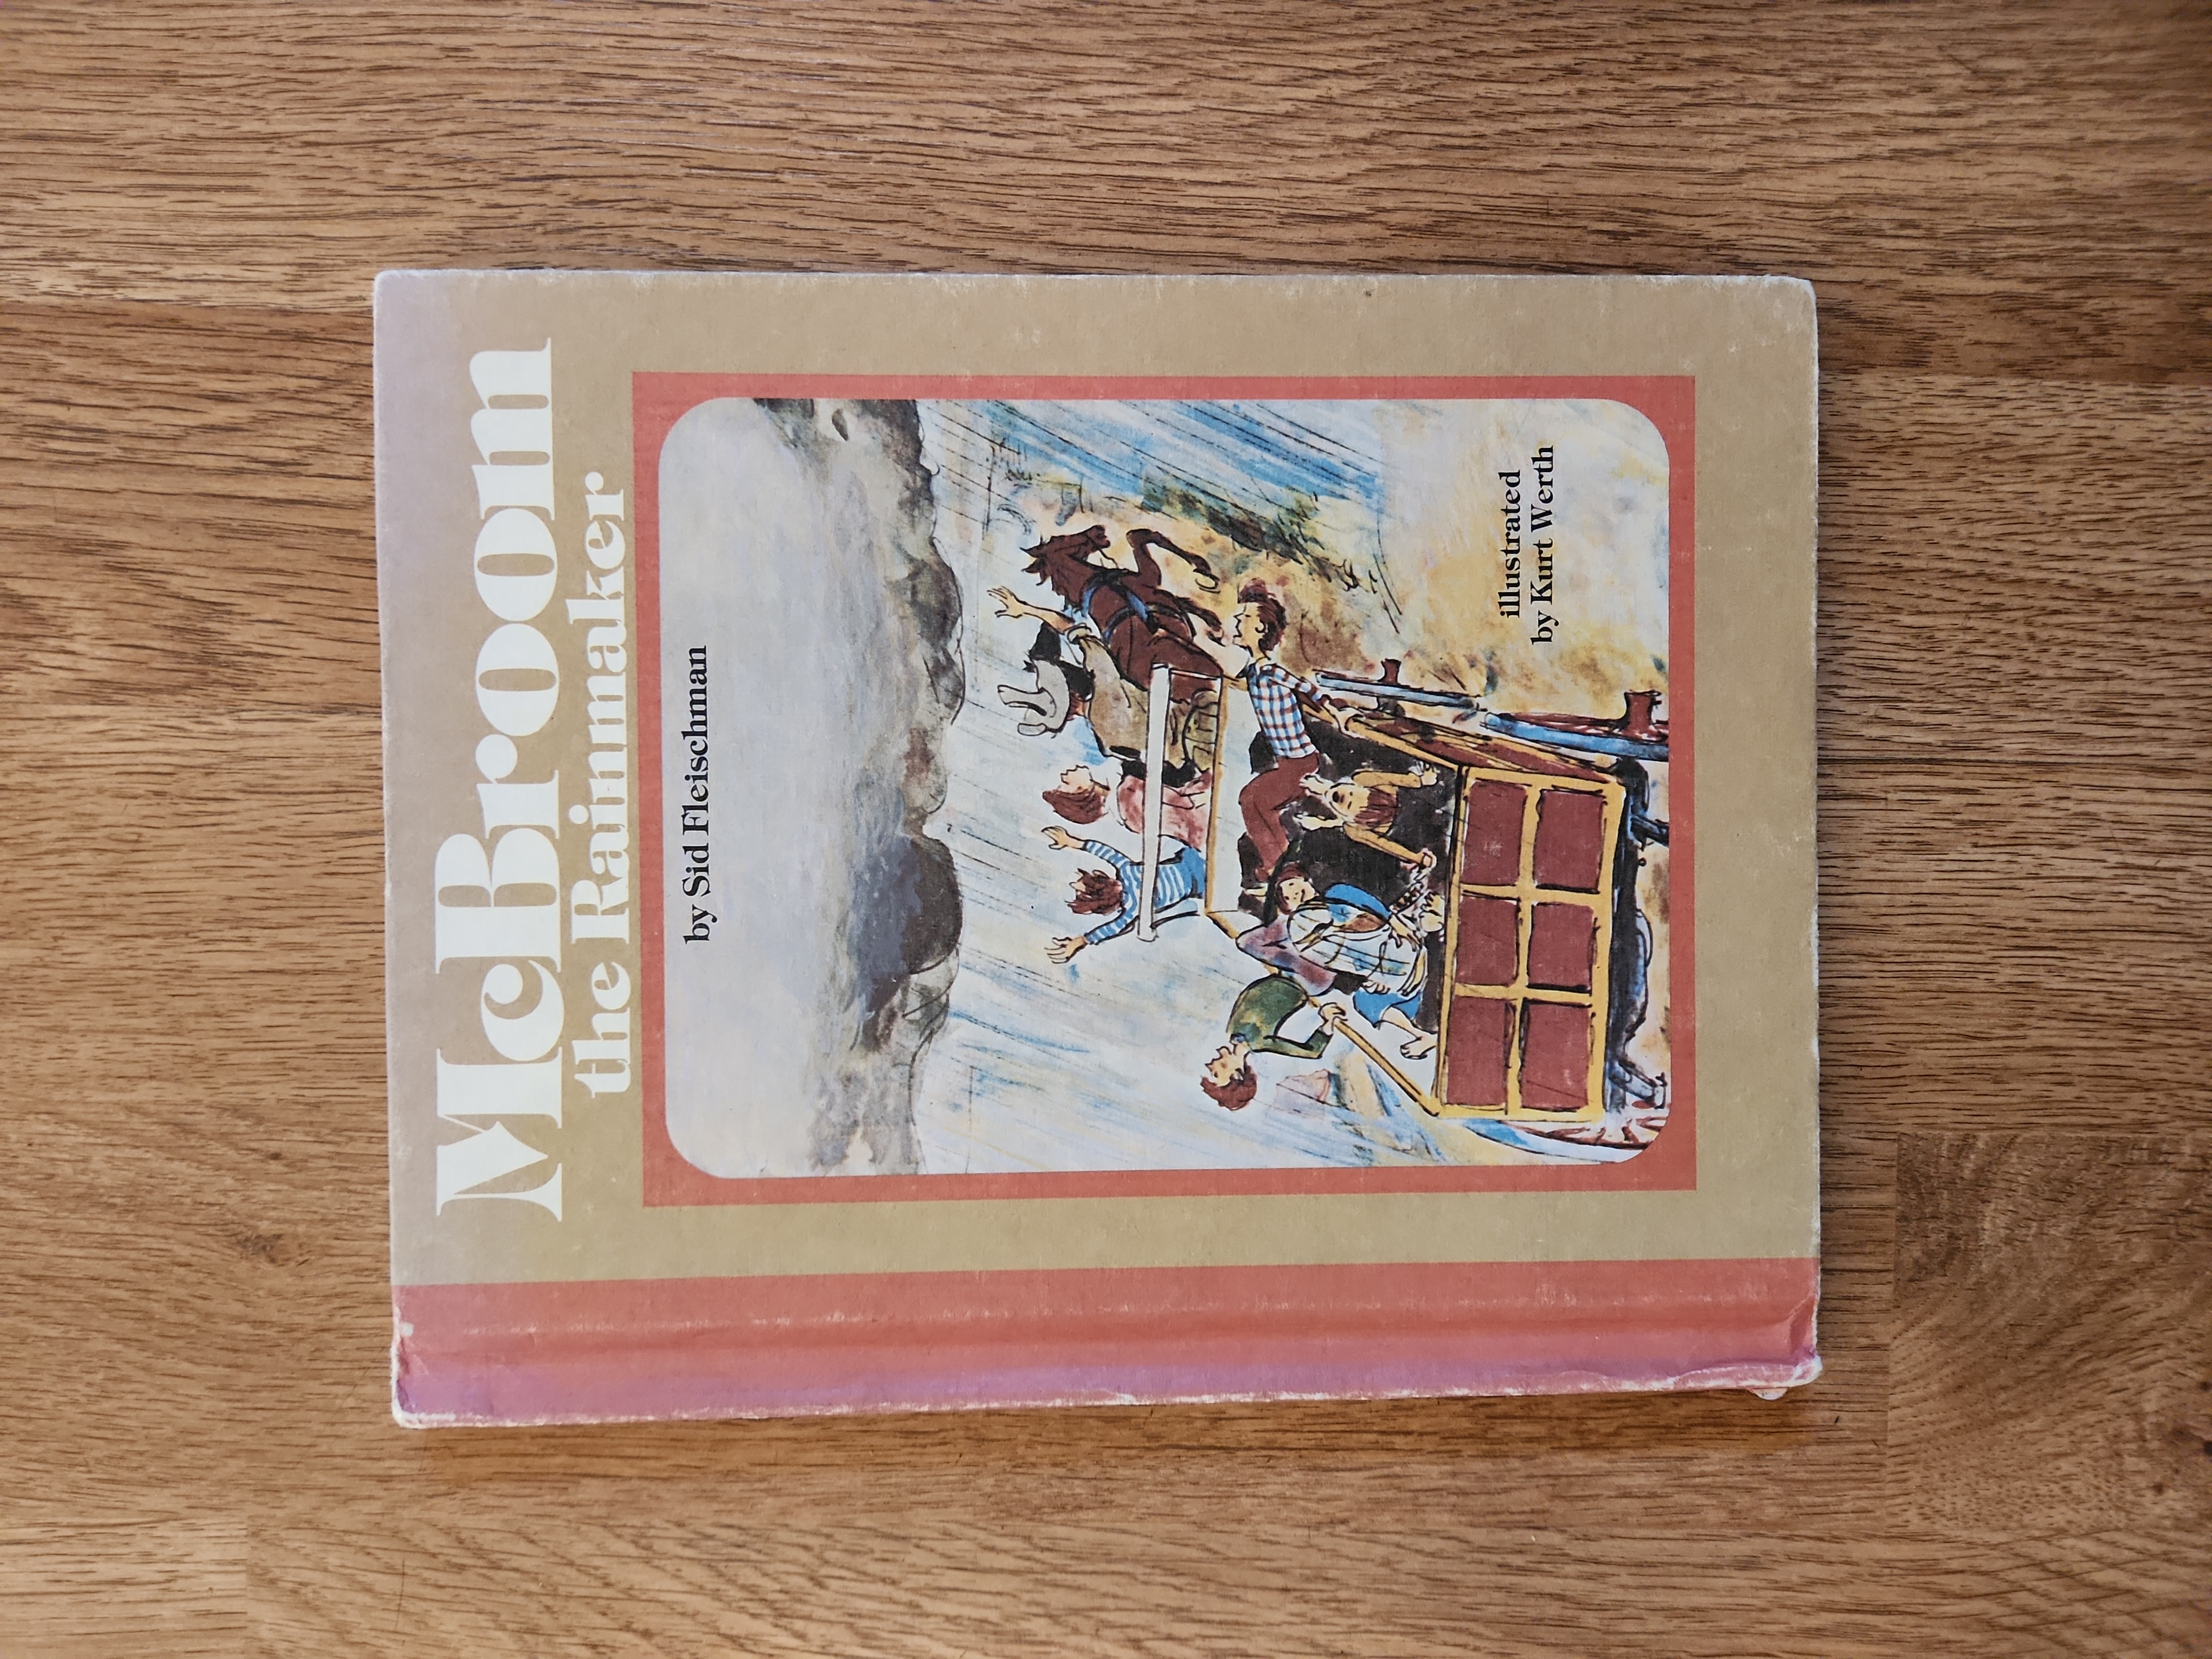 McBroom
the Rainmaker
by Sid Fleischman
illustrated
by Kurt Werth